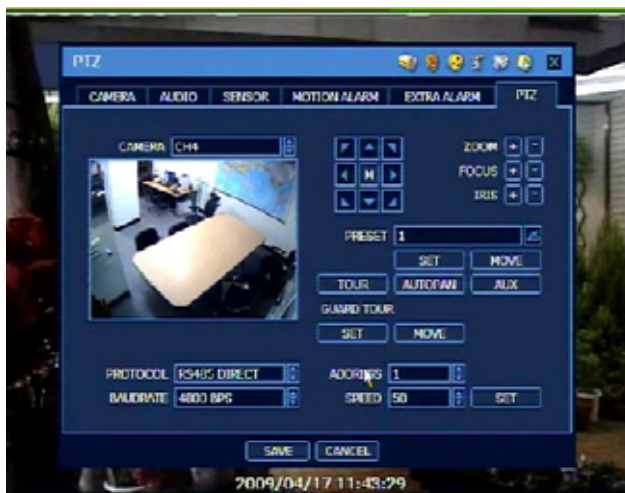 PTZ
CAMERA AUDIO SENSOR MOTION ALARM EXTRA ALARM PTZ
CAMERA CH4
ZOOM + -
FOCUS + -
IRIS + -
M
PRESET 1
SET MOVE
TOUR AUTOPAN AUX
GUARD TOUR
SET MOVE
PROTOCOL RS485 DIRECT ADDRESS 1
BAUDRATE 4800 BPS SPEED 50 SET
SAVE CANCEL
2009/04/17 11:43:29